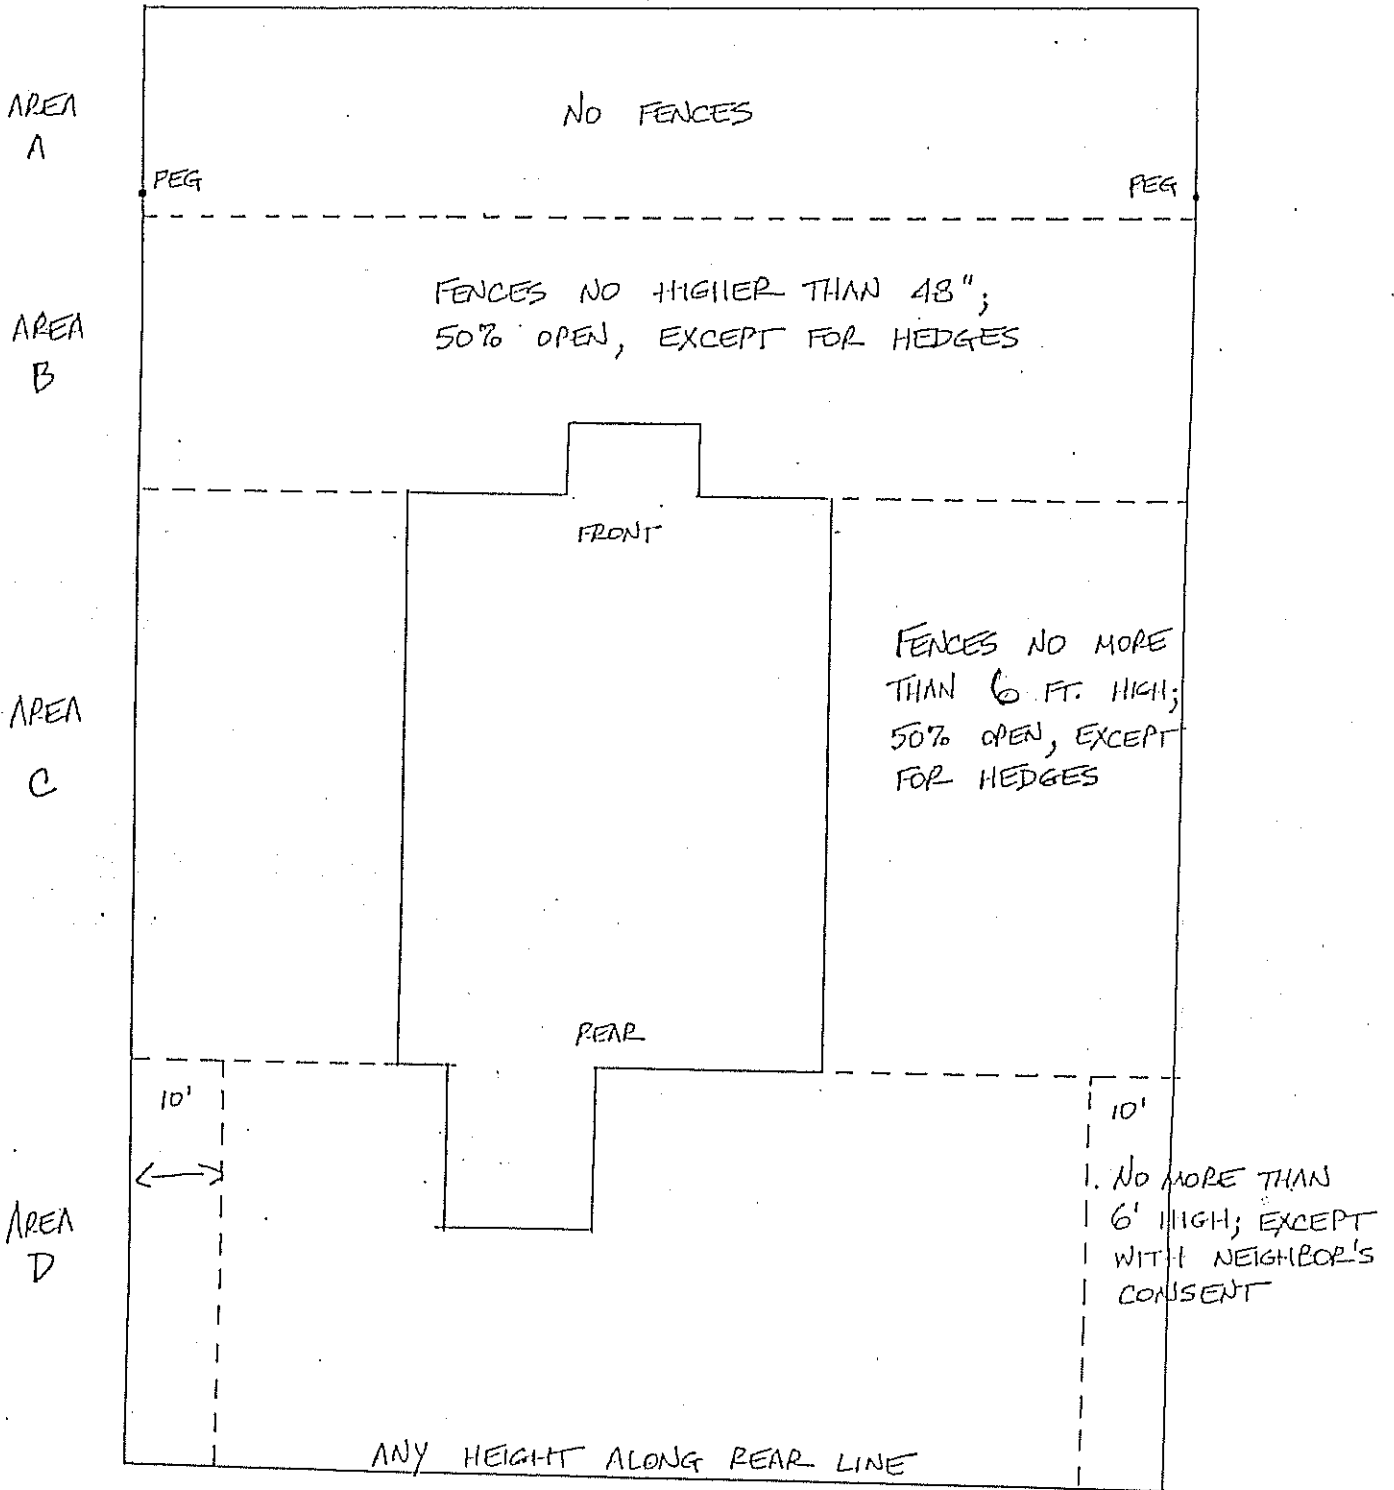 AREA
A
NO FENCES
PEG
PEG
AREA
B
FENCES NO HIGHER THAN 48";
50% OPEN, EXCEPT FOR HEDGES
FRONT
AREA
C
FENCES NO MORE
THAN 6 FT. HIGH;
50% OPEN, EXCEPT
FOR HEDGES
REAR
10'
10'
AREA
D
NO MORE THAN
6' HIGH; EXCEPT
WITH NEIGHBOR'S
CONSENT
ANY HEIGHT ALONG REAR LINE